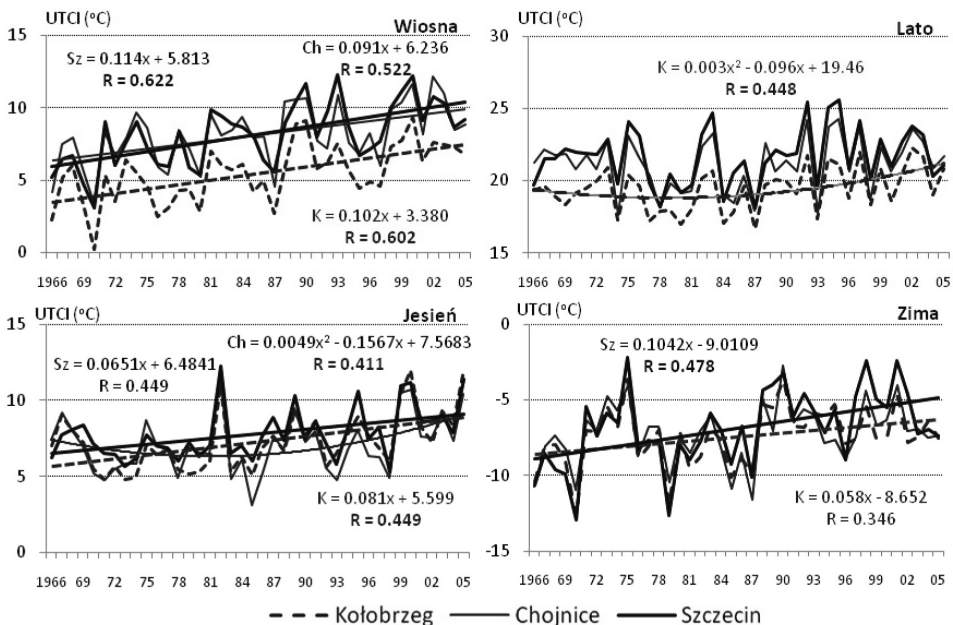 UTCI (°C)
Wiosna
15
10
5
0
Sz = 0.114x + 5.813
R = 0.622
Ch = 0.091x + 6.236
R = 0.522
K = 0.102x + 3.380
R = 0.602
1966 69 72 75 78 81 84 87 90 93 96 99 02 05
UTCI (°C)
Lato
30
25
20
15
K = 0.003x² - 0.096x + 19.46
R = 0.448
1966 69 72 75 78 81 84 87 90 93 96 99 02 05
UTCI (°C)
Jesień
15
10
5
0
Sz = 0.0651x + 6.4841
R = 0.449
Ch = 0.0049x² - 0.1567x + 7.5683
R = 0.411
K = 0.081x + 5.599
R = 0.449
1966 69 72 75 78 81 84 87 90 93 96 99 02 05
UTCI (°C)
Zima
-0
-5
-10
-15
Sz = 0.1042x - 9.0109
R = 0.478
K = 0.058x - 8.652
R = 0.346
1966 69 72 75 78 81 84 87 90 93 96 99 02 05
Kołobrzeg Chojnice Szczecin